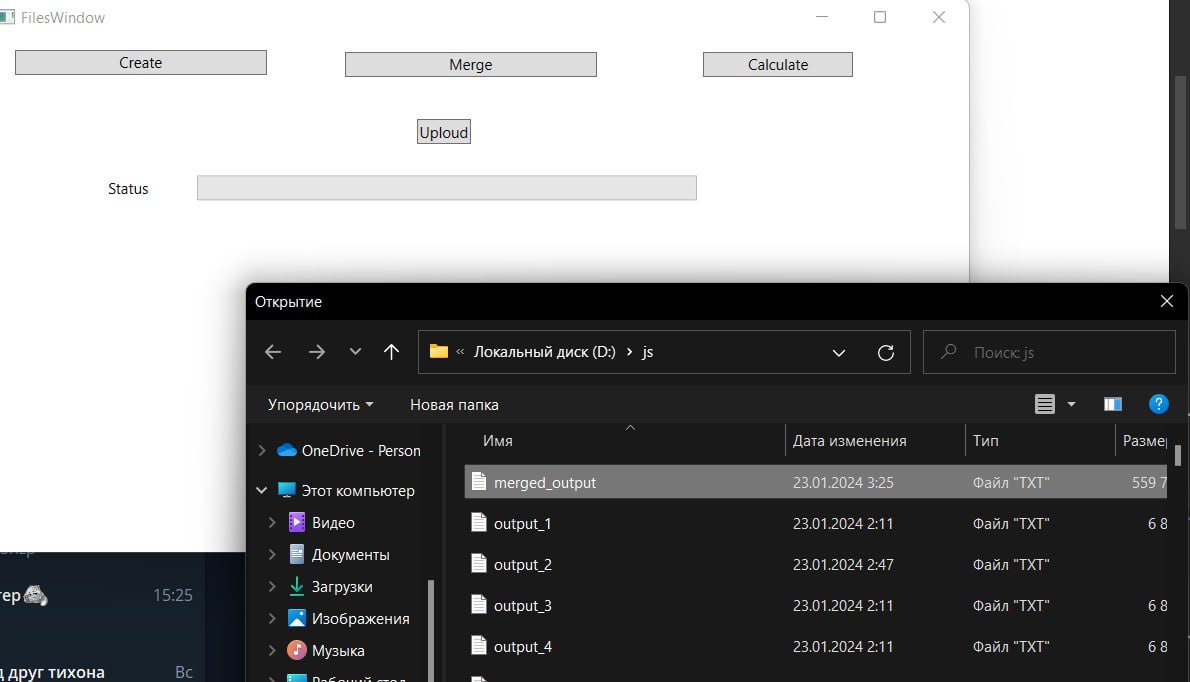 FilesWindow
Create
Merge
Calculate
Uploud
Status
Открытие
« Локальный диск (D:) › js
Поиск: js
Упорядочить
Новая папка
?
Имя
Дата изменения
Тип
Разме
OneDrive - Person
Этот компьютер
Видео
Документы
Загрузки
Изображения
Музыка
Рабочий стол
merged_output 23.01.2024 3:25 Файл "TXT" 559 7
output_1 23.01.2024 2:11 Файл "TXT" 6 8
output_2 23.01.2024 2:47 Файл "TXT"
output_3 23.01.2024 2:11 Файл "TXT" 6 8
output_4 23.01.2024 2:11 Файл "TXT" 6 8
тер 15:25
д друг тихона Вс